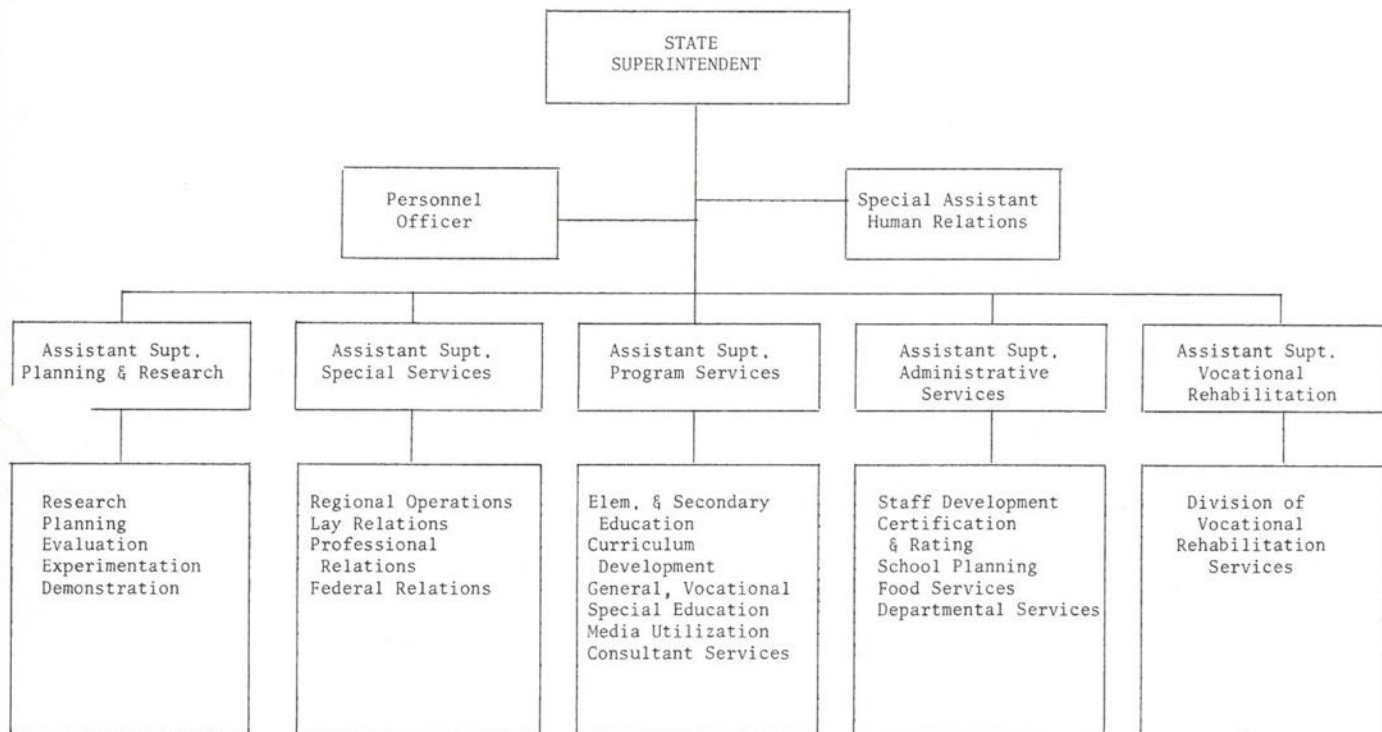 STATE
SUPERINTENDENT
Personnel
Officer
Special Assistant
Human Relations
Assistant Supt.
Planning & Research
Assistant Supt.
Special Services
Assistant Supt.
Program Services
Assistant Supt.
Administrative
Services
Assistant Supt.
Vocational
Rehabilitation
Research
Planning
Evaluation
Experimentation
Demonstration
Regional Operations
Lay Relations
Professional
Relations
Federal Relations
Elem. & Secondary
Education
Curriculum
Development
General, Vocational
Special Education
Media Utilization
Consultant Services
Staff Development
Certification
& Rating
School Planning
Food Services
Departmental Services
Division of
Vocational
Rehabilitation
Services